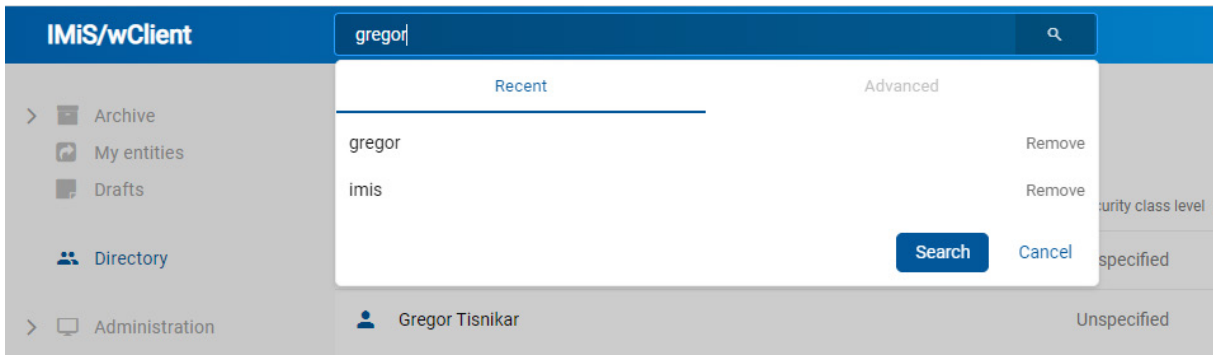 IMiS/wClient
gregor
Recent
Advanced
Archive
gregor
Remove
My entities
imis
Remove
Drafts
urity class level
Search
Cancel
Directory
specified
Administration
Gregor Tisnikar
Unspecified